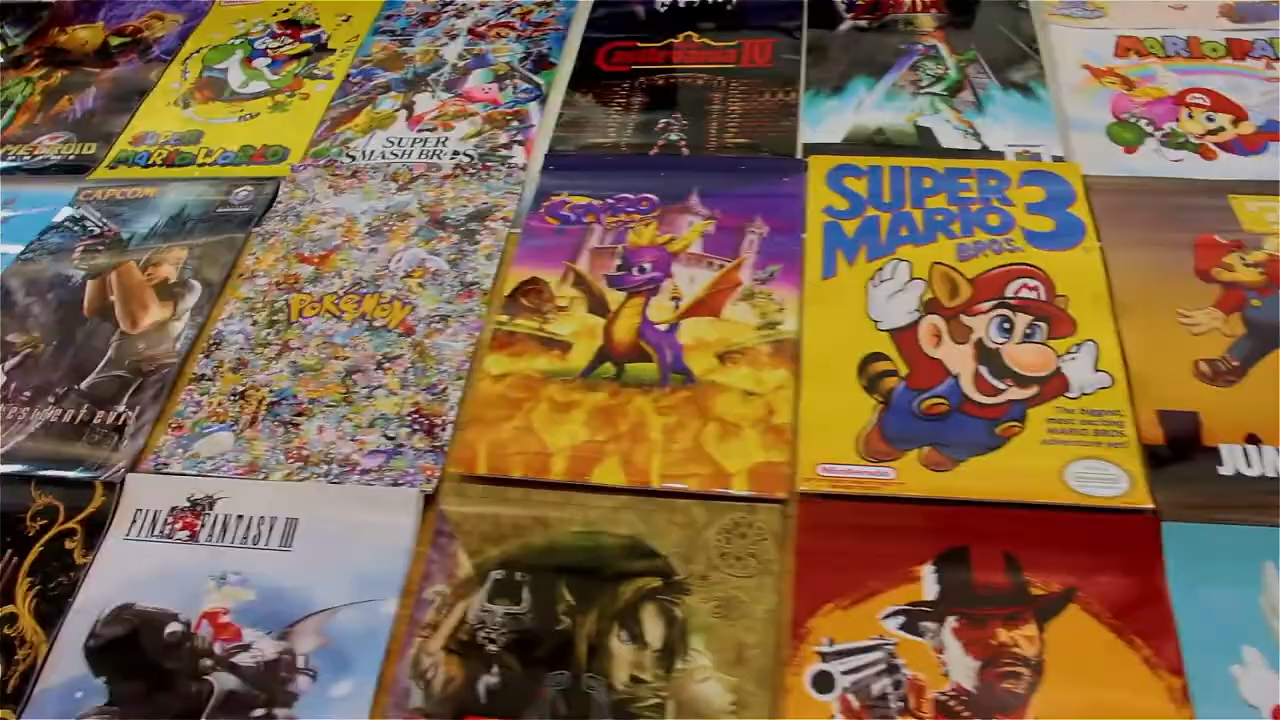 METROID
SUPER
MARIO WORLD
SUPER
SMASH BROS
Castlevania IV
MARIO PA
CAPCOM
resident evil
POKéMON
SPYRO
SUPER
MARIO 3
BROS.
The biggest,
most exciting
MARIO BROS.
adventure yet!
Nintendo
JUM
FINAL FANTASY III